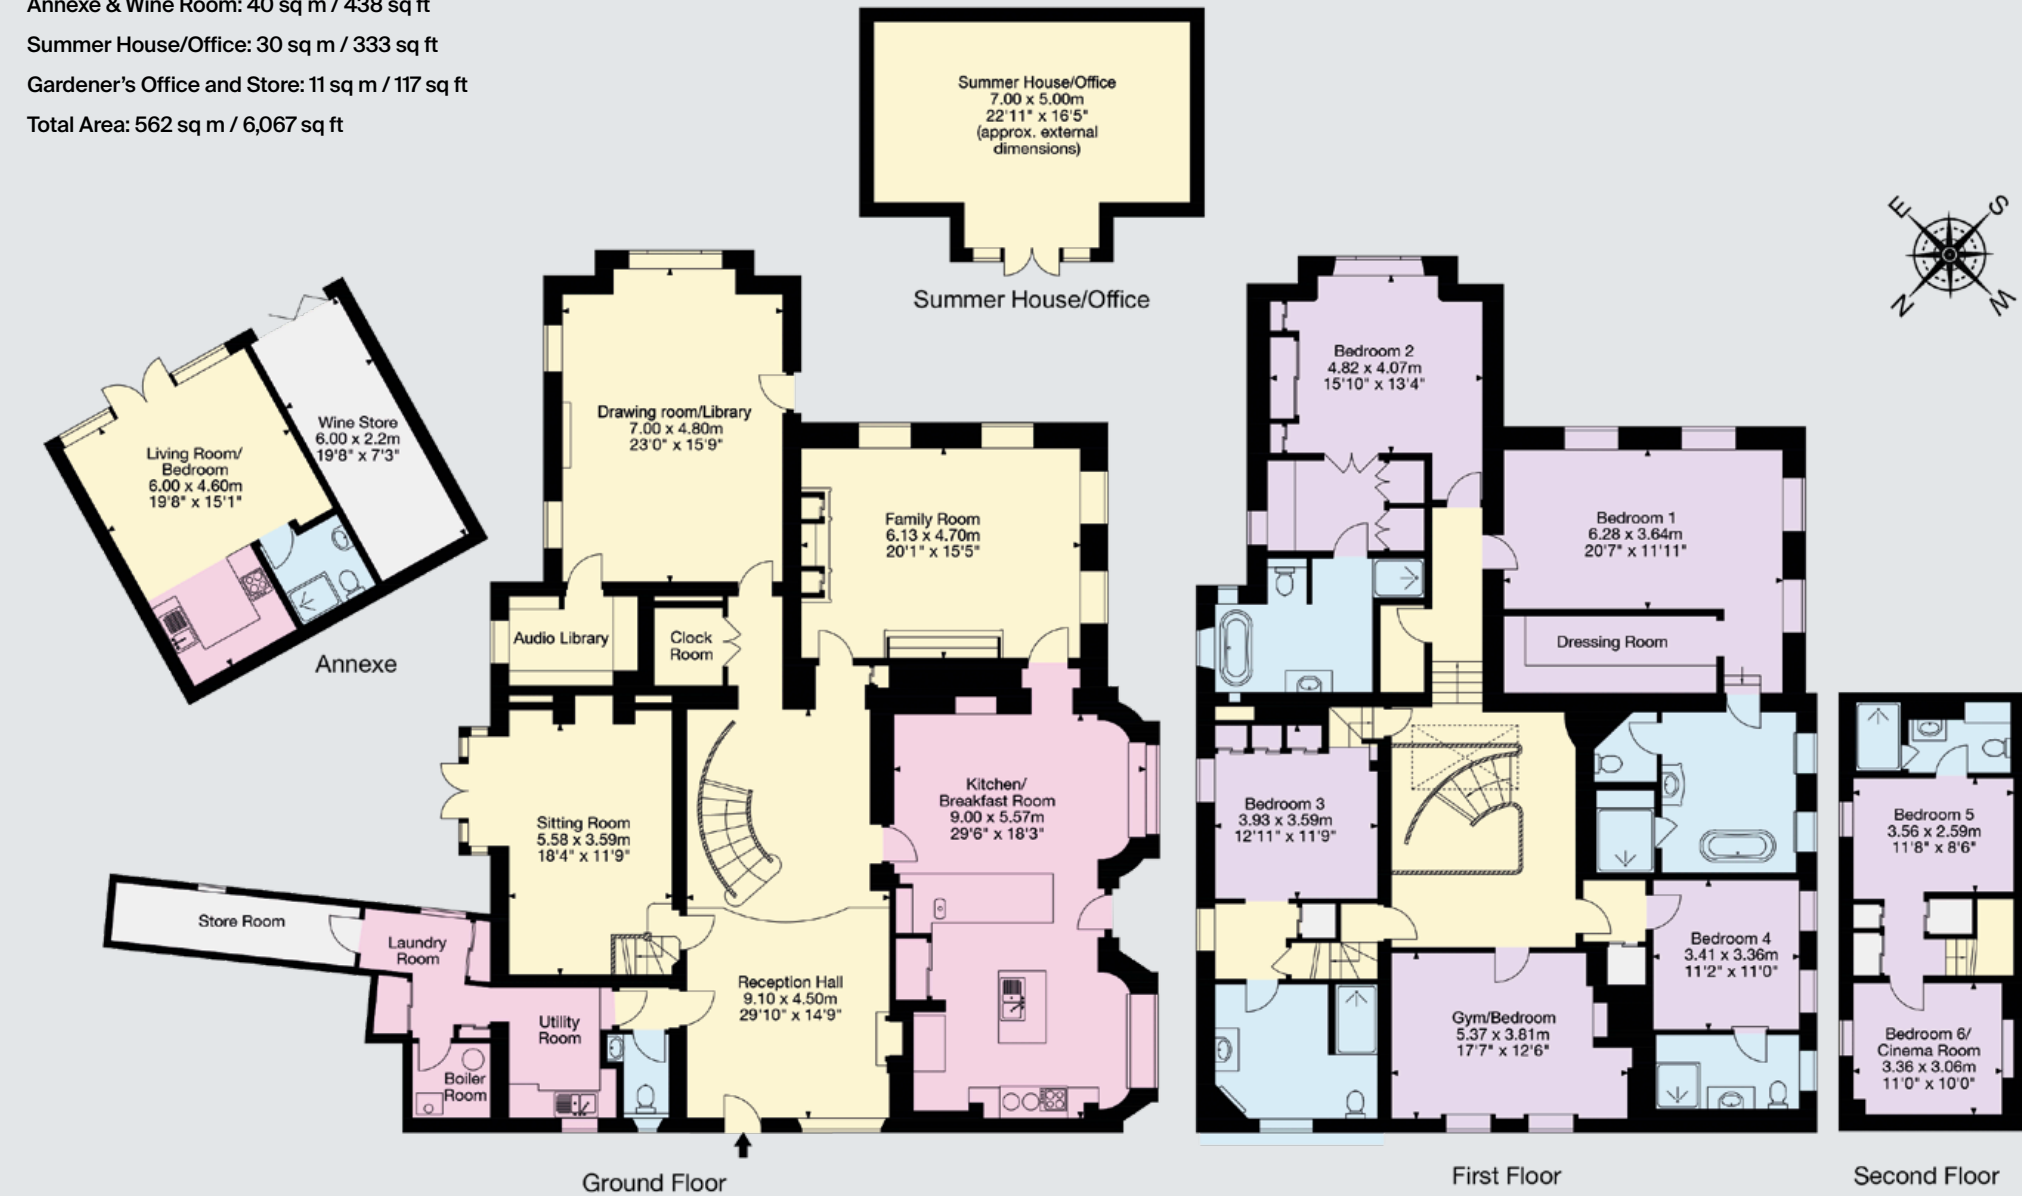 Annexe & Wine Room: 40 sq m / 438 sq ft
Summer House/Office: 30 sq m / 333 sq ft
Gardener's Office and Store: 11 sq m / 117 sq ft
Total Area: 562 sq m / 6,067 sq ft
Summer House/Office
7.00 x 5.00m
22'11" x 16'5"
(approx. external
dimensions)
Summer House/Office
E
S
N
W
Living Room/
Bedroom
6.00 x 4.60m
19'8" x 15'1"
Wine Store
6.00 x 2.2m
19'8" x 7'3"
Annexe
Drawing room/Library
7.00 x 4.80m
23'0" x 15'9"
Family Room
6.13 x 4.70m
20'1" x 15'5"
Audio Library
Clock
Room
Sitting Room
5.58 x 3.59m
18'4" x 11'9"
Kitchen/
Breakfast Room
9.00 x 5.57m
29'6" x 18'3"
Store Room
Laundry
Room
Utility
Room
Boiler
Room
Reception Hall
9.10 x 4.50m
29'10" x 14'9"
Ground Floor
Bedroom 2
4.82 x 4.07m
15'10" x 13'4"
Bedroom 1
6.28 x 3.64m
20'7" x 11'11"
Dressing Room
Bedroom 3
3.93 x 3.59m
12'11" x 11'9"
Bedroom 4
3.41 x 3.36m
11'2" x 11'0"
Gym/Bedroom
5.37 x 3.81m
17'7" x 12'6"
First Floor
Bedroom 5
3.56 x 2.59m
11'8" x 8'6"
Bedroom 6/
Cinema Room
3.36 x 3.06m
11'0" x 10'0"
Second Floor